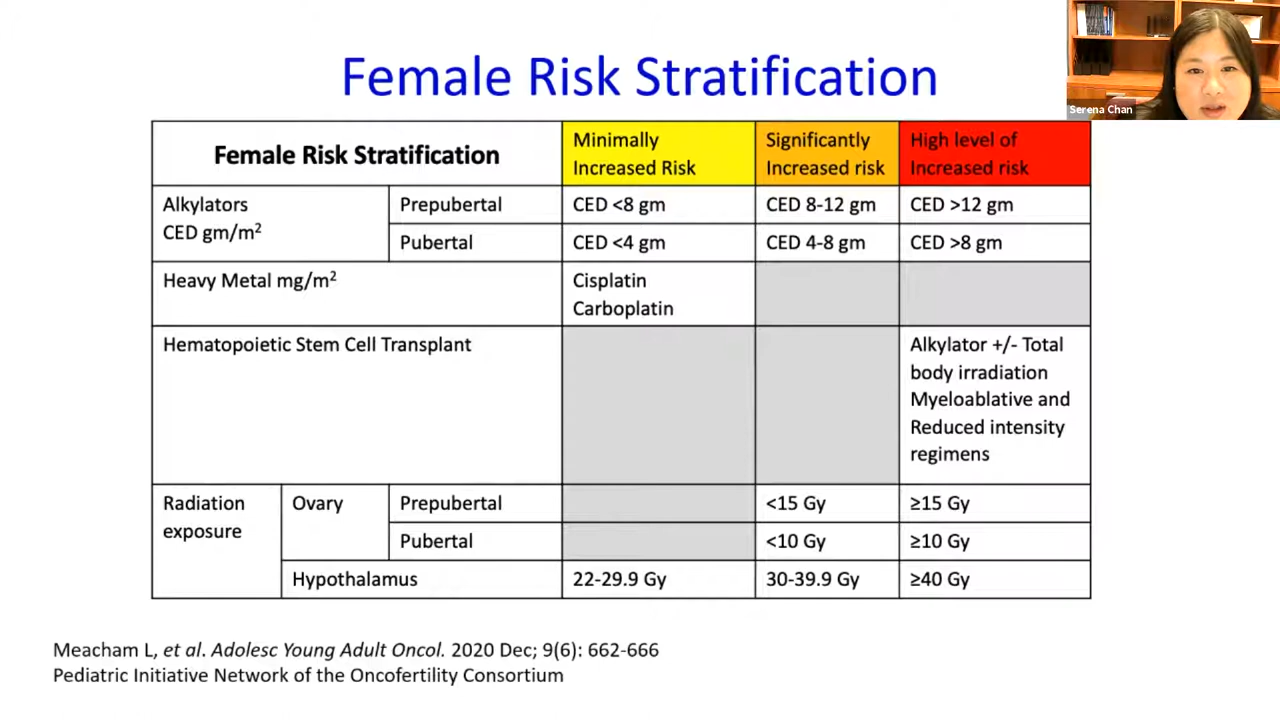 Female Risk Stratification
Serena Chan
Female Risk Stratification
Minimally
Increased Risk
Significantly
Increased risk
High level of
Increased risk
Alkylators
CED gm/m²
Prepubertal
CED <8 gm
CED 8-12 gm
CED >12 gm
Pubertal
CED <4 gm
CED 4-8 gm
CED >8 gm
Heavy Metal mg/m²
Cisplatin
Carboplatin
Hematopoietic Stem Cell Transplant
Alkylator +/- Total
body irradiation
Myeloablative and
Reduced intensity
regimens
Radiation
exposure
Ovary
Prepubertal
<15 Gy
≥15 Gy
Pubertal
<10 Gy
≥10 Gy
Hypothalamus
22-29.9 Gy
30-39.9 Gy
≥40 Gy
Meacham L, et al. Adolesc Young Adult Oncol. 2020 Dec; 9(6): 662-666
Pediatric Initiative Network of the Oncofertility Consortium